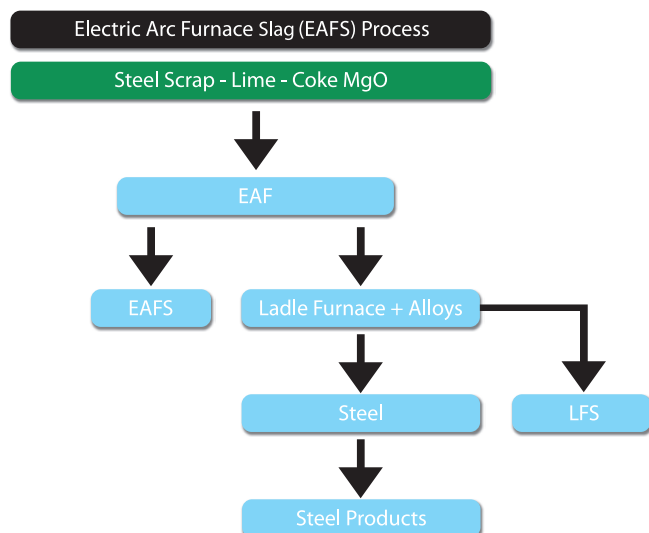 Electric Arc Furnace Slag (EAFS) Process
Steel Scrap - Lime - Coke MgO
EAF
EAFS
Ladle Furnace + Alloys
Steel
LFS
Steel Products